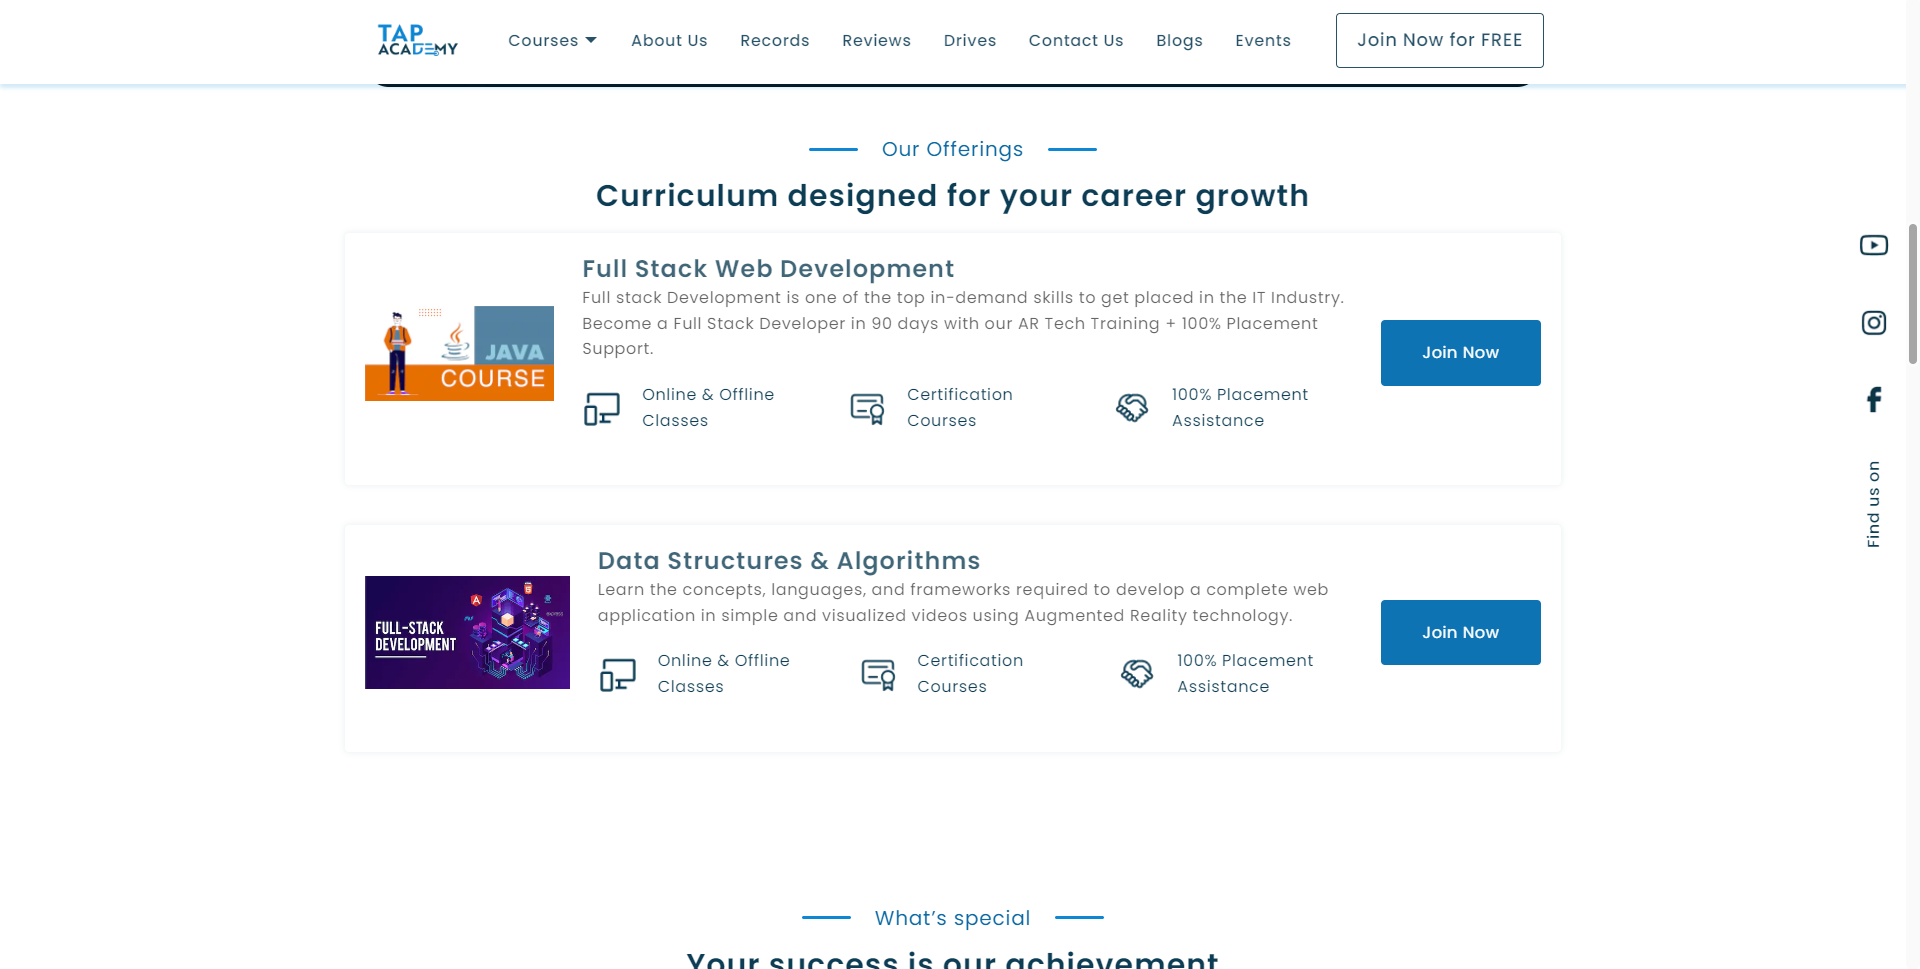 TAP
ACADEMY
Courses
About Us
Records
Reviews
Drives
Contact Us
Blogs
Events
Join Now for FREE
Our Offerings
Curriculum designed for your career growth
JAVA
COURSE
Full Stack Web Development
Full stack Development is one of the top in-demand skills to get placed in the IT Industry.
Become a Full Stack Developer in 90 days with our AR Tech Training + 100% Placement
Support.
Online & Offline
Classes
Certification
Courses
100% Placement
Assistance
Join Now
FULL-STACK
DEVELOPMENT
Data Structures & Algorithms
Learn the concepts, languages, and frameworks required to develop a complete web
application in simple and visualized videos using Augmented Reality technology.
Online & Offline
Classes
Certification
Courses
100% Placement
Assistance
Join Now
Find us on
What's special
Your success is our achievement